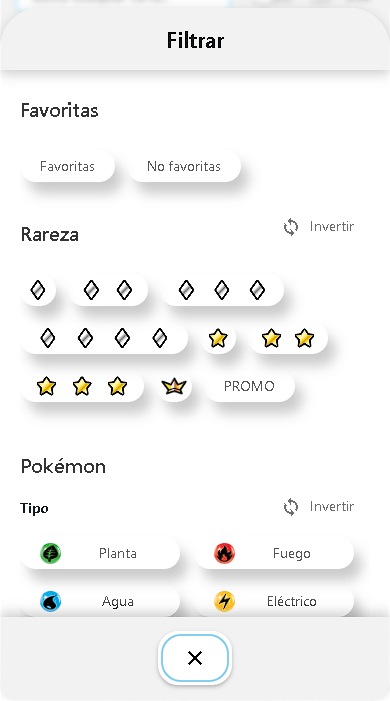 Filtrar
Favoritas
Favoritas No favoritas
Rareza Invertir
PROMO
Pokémon
Tipo Invertir
Planta Fuego
Agua Eléctrico